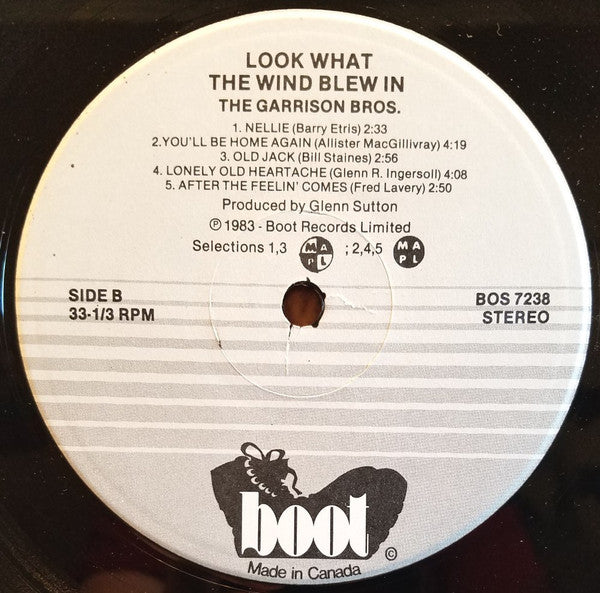 LOOK WHAT
THE WIND BLEW IN
THE GARRISON BROS.
1. NELLIE (Barry Etris) 2:33
2.YOU'LL BE HOME AGAIN (Allister MacGillivray) 4:19
3. OLD JACK (Bill Staines) 2:56
4. LONELY OLD HEARTACHE (Glenn R. Ingersoll) 4:08
5. AFTER THE FEELIN' COMES (Fred Lavery) 2:50
Produced by Glenn Sutton
℗ 1983 - Boot Records Limited
Selections 1,3 MAPL ; 2,4,5 MAPL
SIDE B
33-1/3 RPM
BOS 7238
STEREO
boot ©
Made in Canada